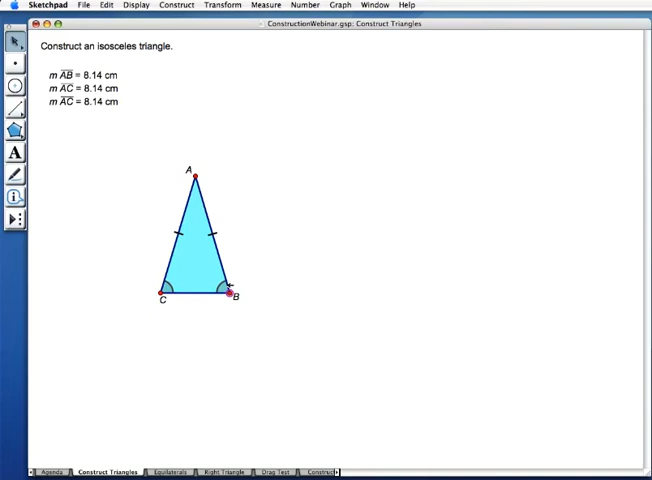 Sketchpad File Edit Display Construct Transform Measure Number Graph Window Help
ConstructionWebinar.gsp: Construct Triangles
Construct an isosceles triangle.
m AB = 8.14 cm
m AC = 8.14 cm
m AC = 8.14 cm
A
A
C
B
Agenda Construct Triangles Equilaterals Right Triangle Drag Test Construct